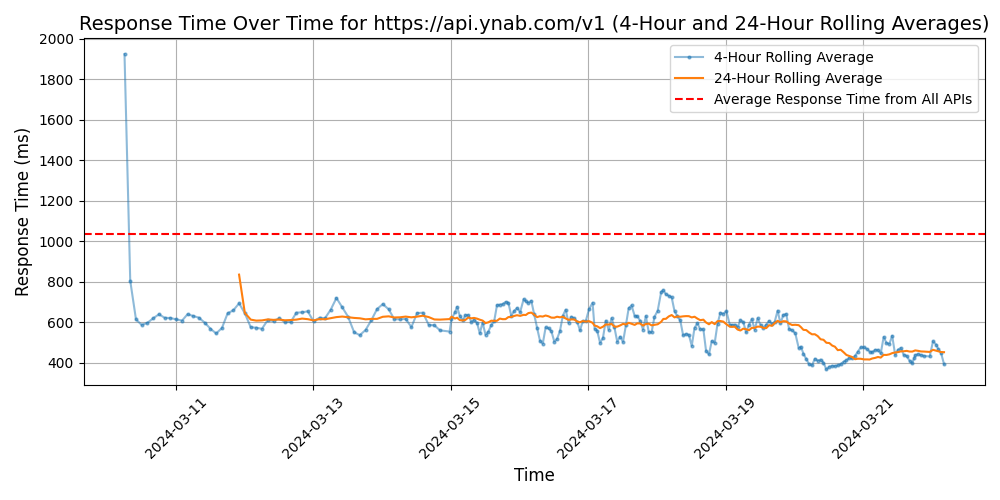 Response Time Over Time for https://api.ynab.com/v1 (4-Hour and 24-Hour Rolling Averages)
4-Hour Rolling Average
24-Hour Rolling Average
Average Response Time from All APIs
Response Time (ms)
2000
1800
1600
1400
1200
1000
800
600
400
2024-03-11
2024-03-13
2024-03-15
2024-03-17
2024-03-19
2024-03-21
Time